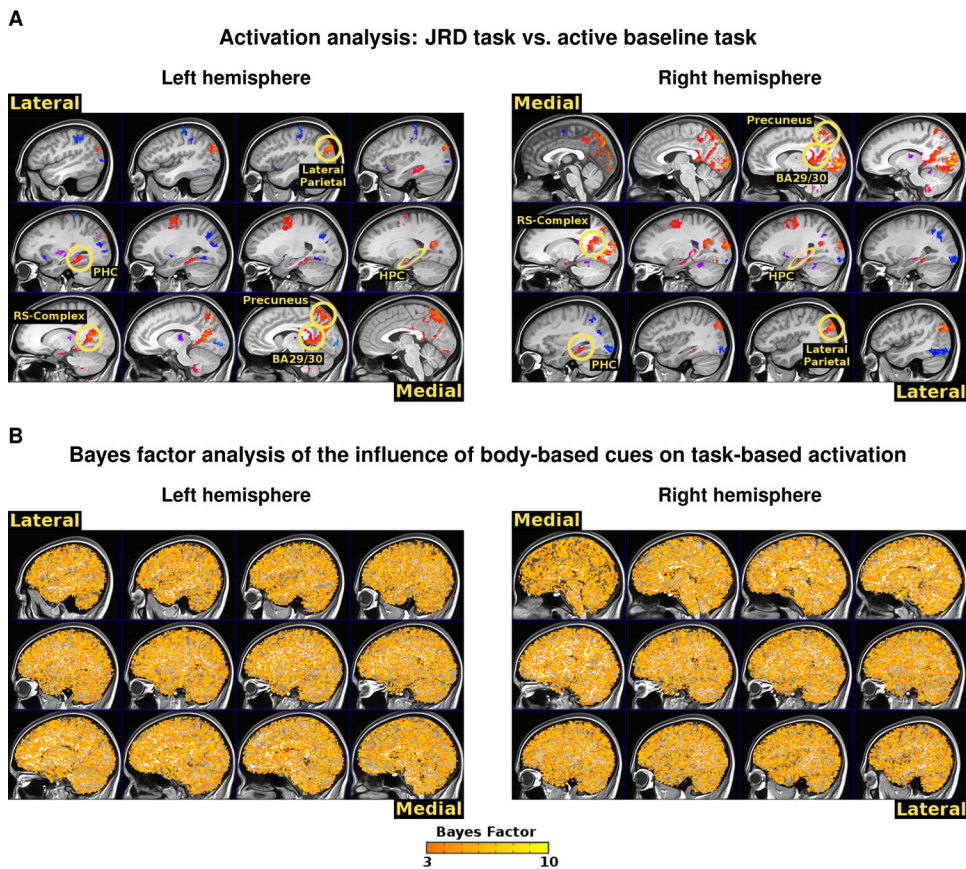 A
Activation analysis: JRD task vs. active baseline task
Left hemisphere
Right hemisphere
Lateral
Medial
Lateral
Parietal
Precuneus
BA29/30
PHC
HPC
RS-Complex
HPC
RS-Complex
Precuneus
BA29/30
PHC
Lateral
Parietal
Medial
Lateral
B
Bayes factor analysis of the influence of body-based cues on task-based activation
Left hemisphere
Right hemisphere
Lateral
Medial
Medial
Lateral
Bayes Factor
3
10